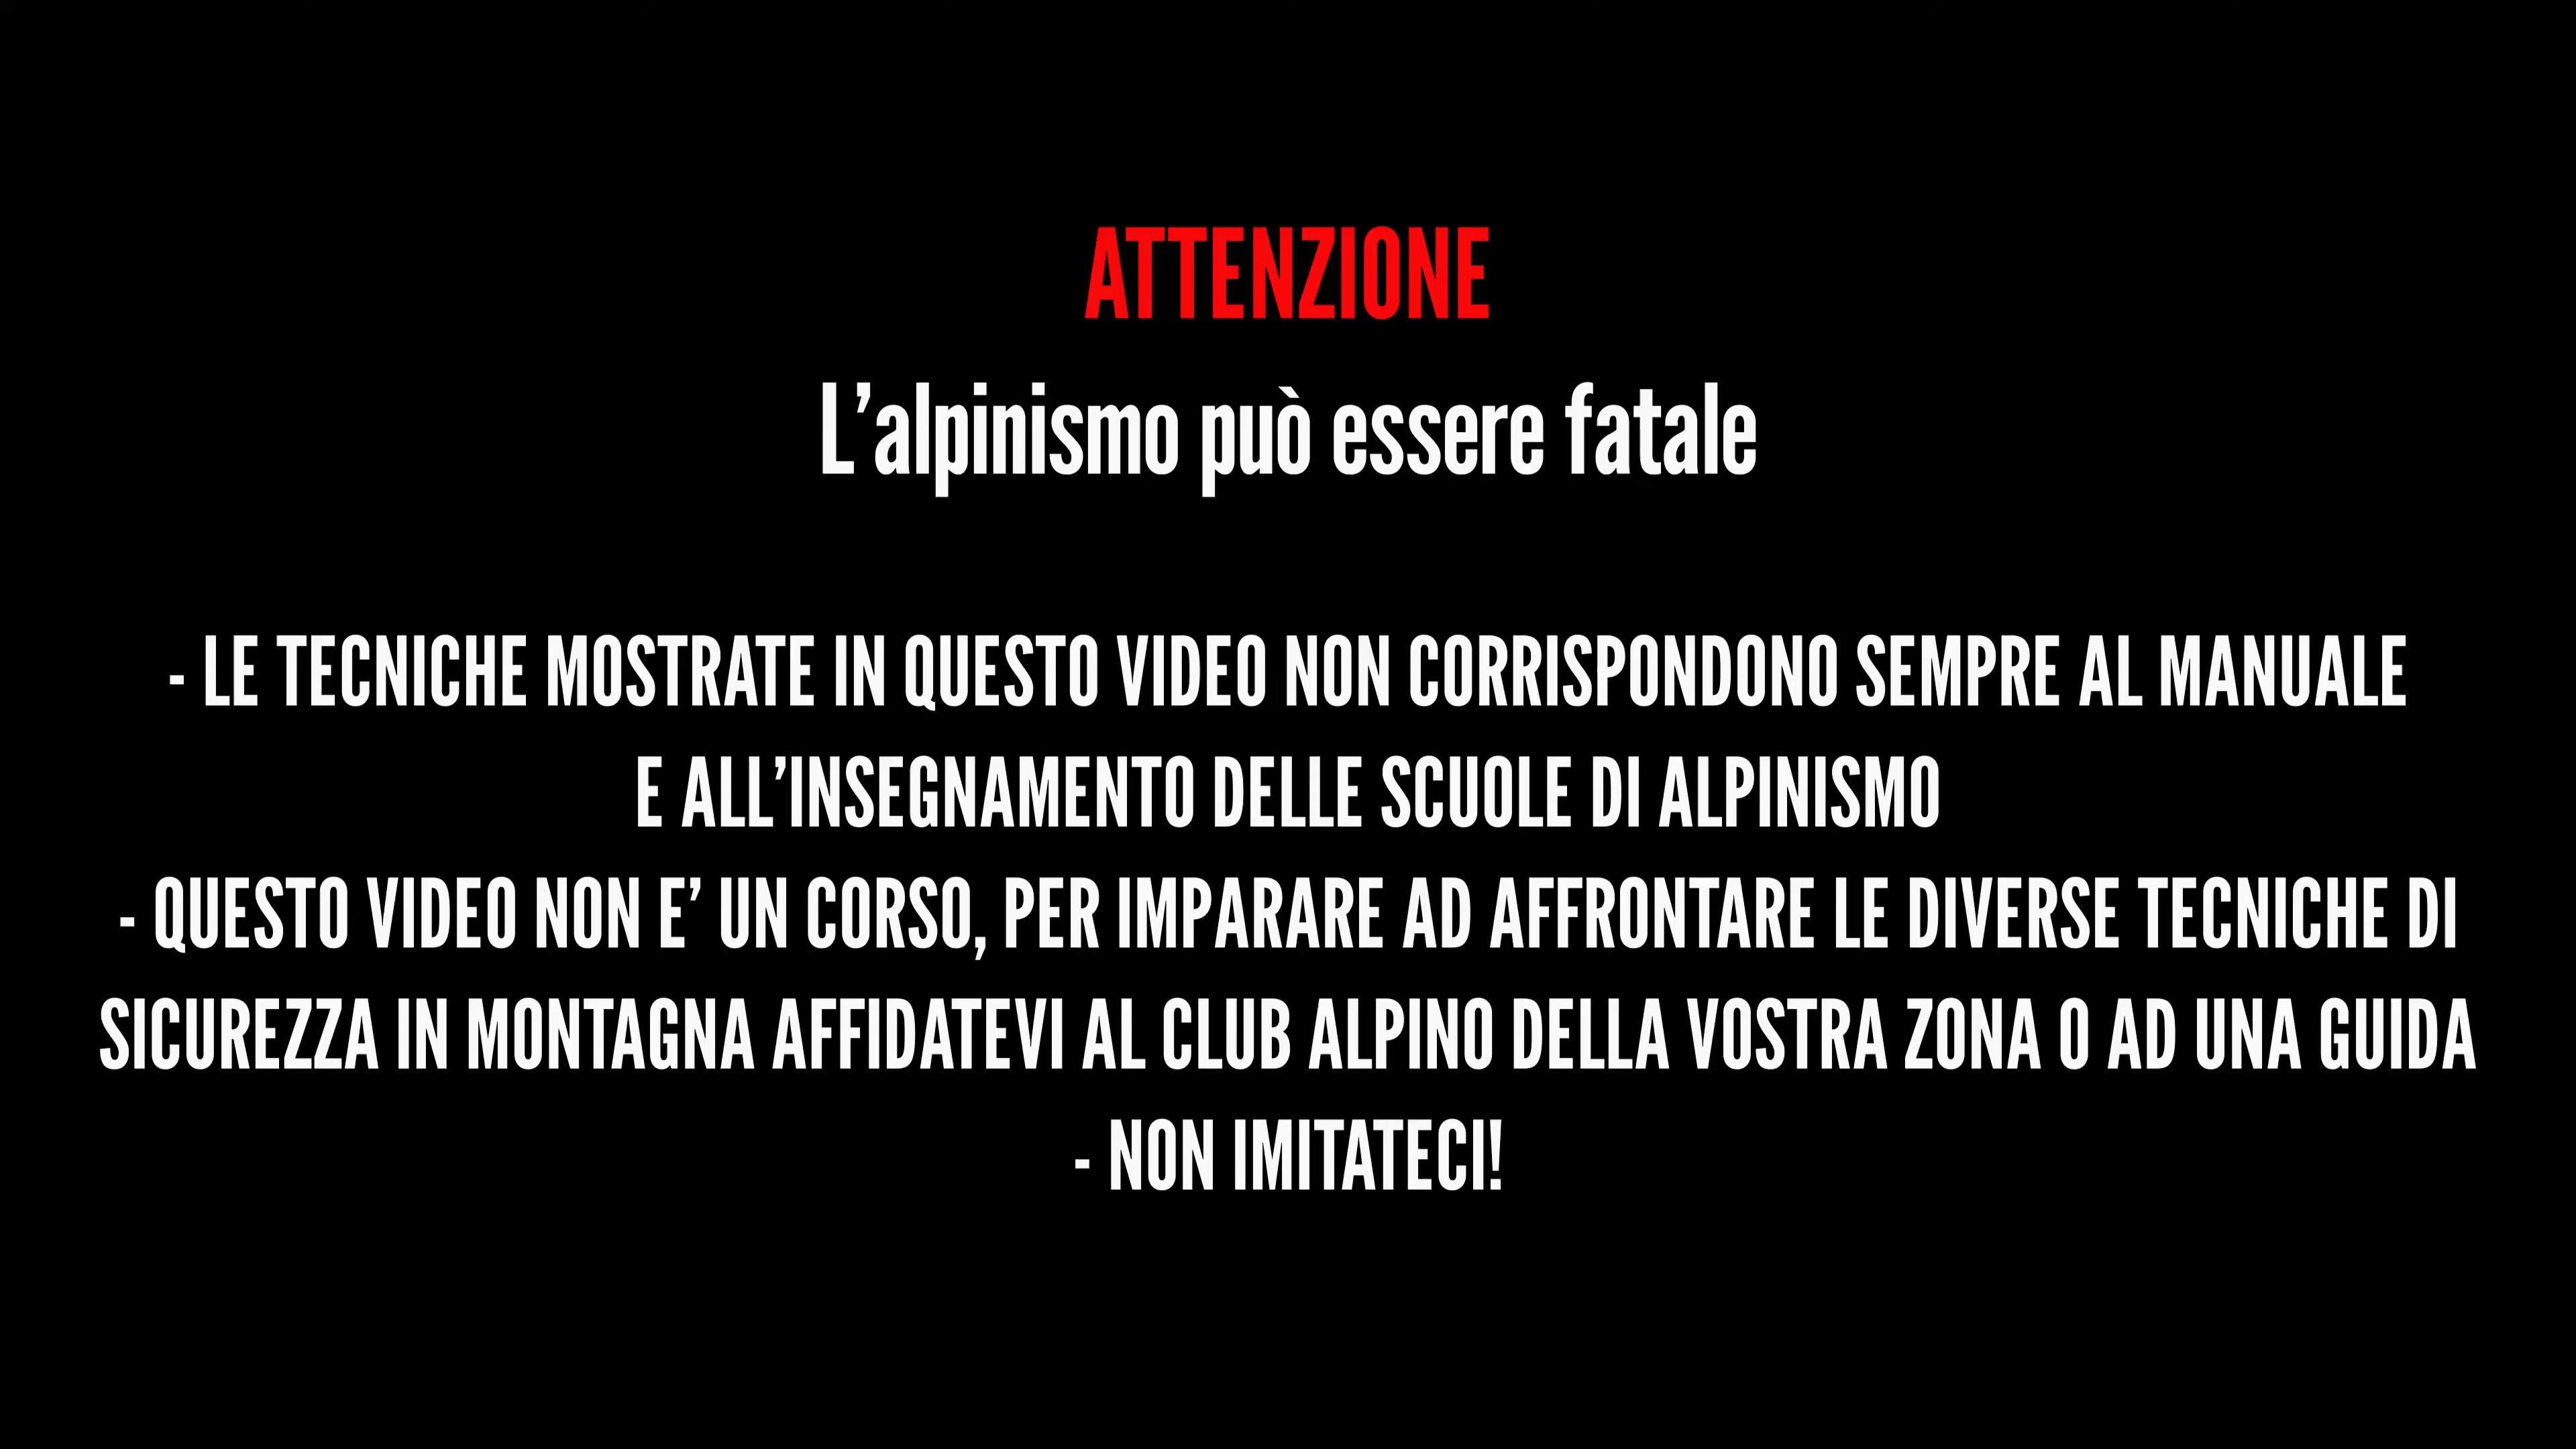 ATTENZIONE
L’alpinismo può essere fatale
- LE TECNICHE MOSTRATE IN QUESTO VIDEO NON CORRISPONDONO SEMPRE AL MANUALE
E ALL’INSEGNAMENTO DELLE SCUOLE DI ALPINISMO
- QUESTO VIDEO NON E’ UN CORSO, PER IMPARARE AD AFFRONTARE LE DIVERSE TECNICHE DI
SICUREZZA IN MONTAGNA AFFIDATEVI AL CLUB ALPINO DELLA VOSTRA ZONA O AD UNA GUIDA
- NON IMITATECI!